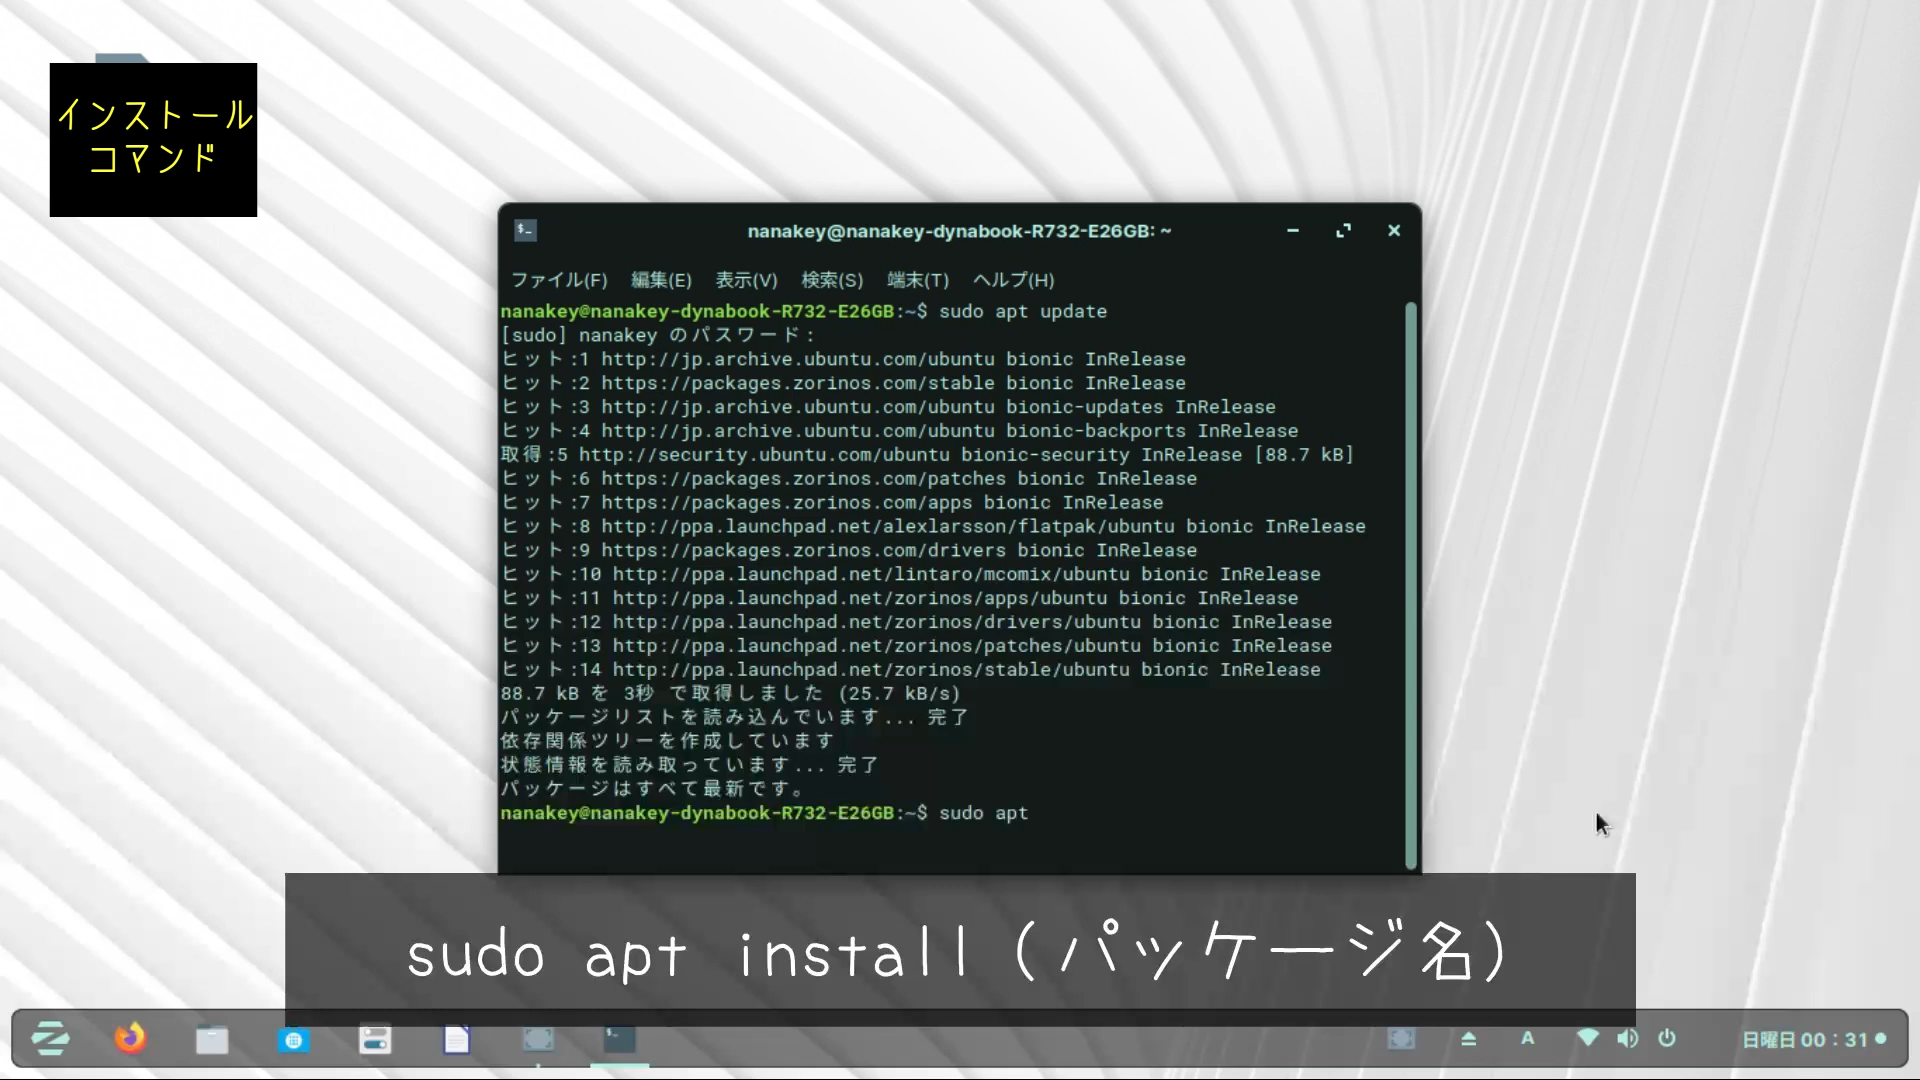 インストール
コマンド
nanakey@nanakey-dynabook-R732-E26GB: ~
ファイル(F) 編集(E) 表示(V) 検索(S) 端末(T) ヘルプ(H)
nanakey@nanakey-dynabook-R732-E26GB:~$ sudo apt update
[sudo] nanakey のパスワード:
ヒット:1 http://jp.archive.ubuntu.com/ubuntu bionic InRelease
ヒット:2 https://packages.zorinos.com/stable bionic InRelease
ヒット:3 http://jp.archive.ubuntu.com/ubuntu bionic-updates InRelease
ヒット:4 http://jp.archive.ubuntu.com/ubuntu bionic-backports InRelease
取得:5 http://security.ubuntu.com/ubuntu bionic-security InRelease [88.7 kB]
ヒット:6 https://packages.zorinos.com/patches bionic InRelease
ヒット:7 https://packages.zorinos.com/apps bionic InRelease
ヒット:8 http://ppa.launchpad.net/alexlarsson/flatpak/ubuntu bionic InRelease
ヒット:9 https://packages.zorinos.com/drivers bionic InRelease
ヒット:10 http://ppa.launchpad.net/lintaro/mcomix/ubuntu bionic InRelease
ヒット:11 http://ppa.launchpad.net/zorinos/apps/ubuntu bionic InRelease
ヒット:12 http://ppa.launchpad.net/zorinos/drivers/ubuntu bionic InRelease
ヒット:13 http://ppa.launchpad.net/zorinos/patches/ubuntu bionic InRelease
ヒット:14 http://ppa.launchpad.net/zorinos/stable/ubuntu bionic InRelease
88.7 kB を 3秒 で取得しました (25.7 kB/s)
パッケージリストを読み込んでいます... 完了
依存関係ツリーを作成しています
状態情報を読み取っています... 完了
パッケージはすべて最新です。
nanakey@nanakey-dynabook-R732-E26GB:~$ sudo apt
sudo apt install (パッケージ名)
A 日曜日 00：31